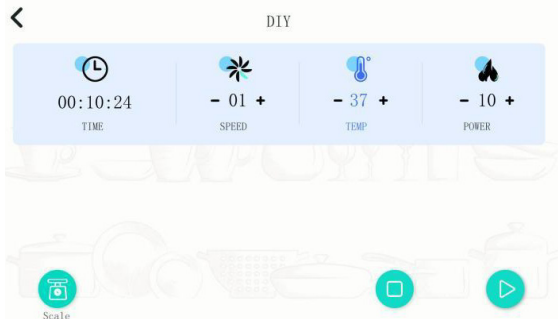 DIY
00:10:24
TIME
- 01 +
SPEED
- 37 +
TEMP
- 10 +
POWER
Scale